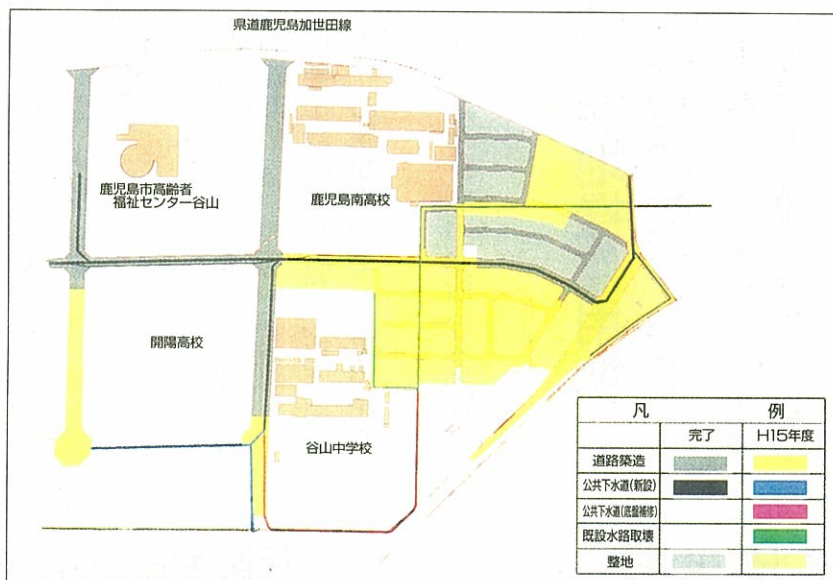 県道鹿児島加世田線
鹿児島市高齢者
福祉センター谷山
鹿児島南高校
開陽高校
谷山中学校
凡　例
完了　H15年度
道路築造
公共下水道(新設)
公共下水道(底盤補修)
既設水路取壊
整地